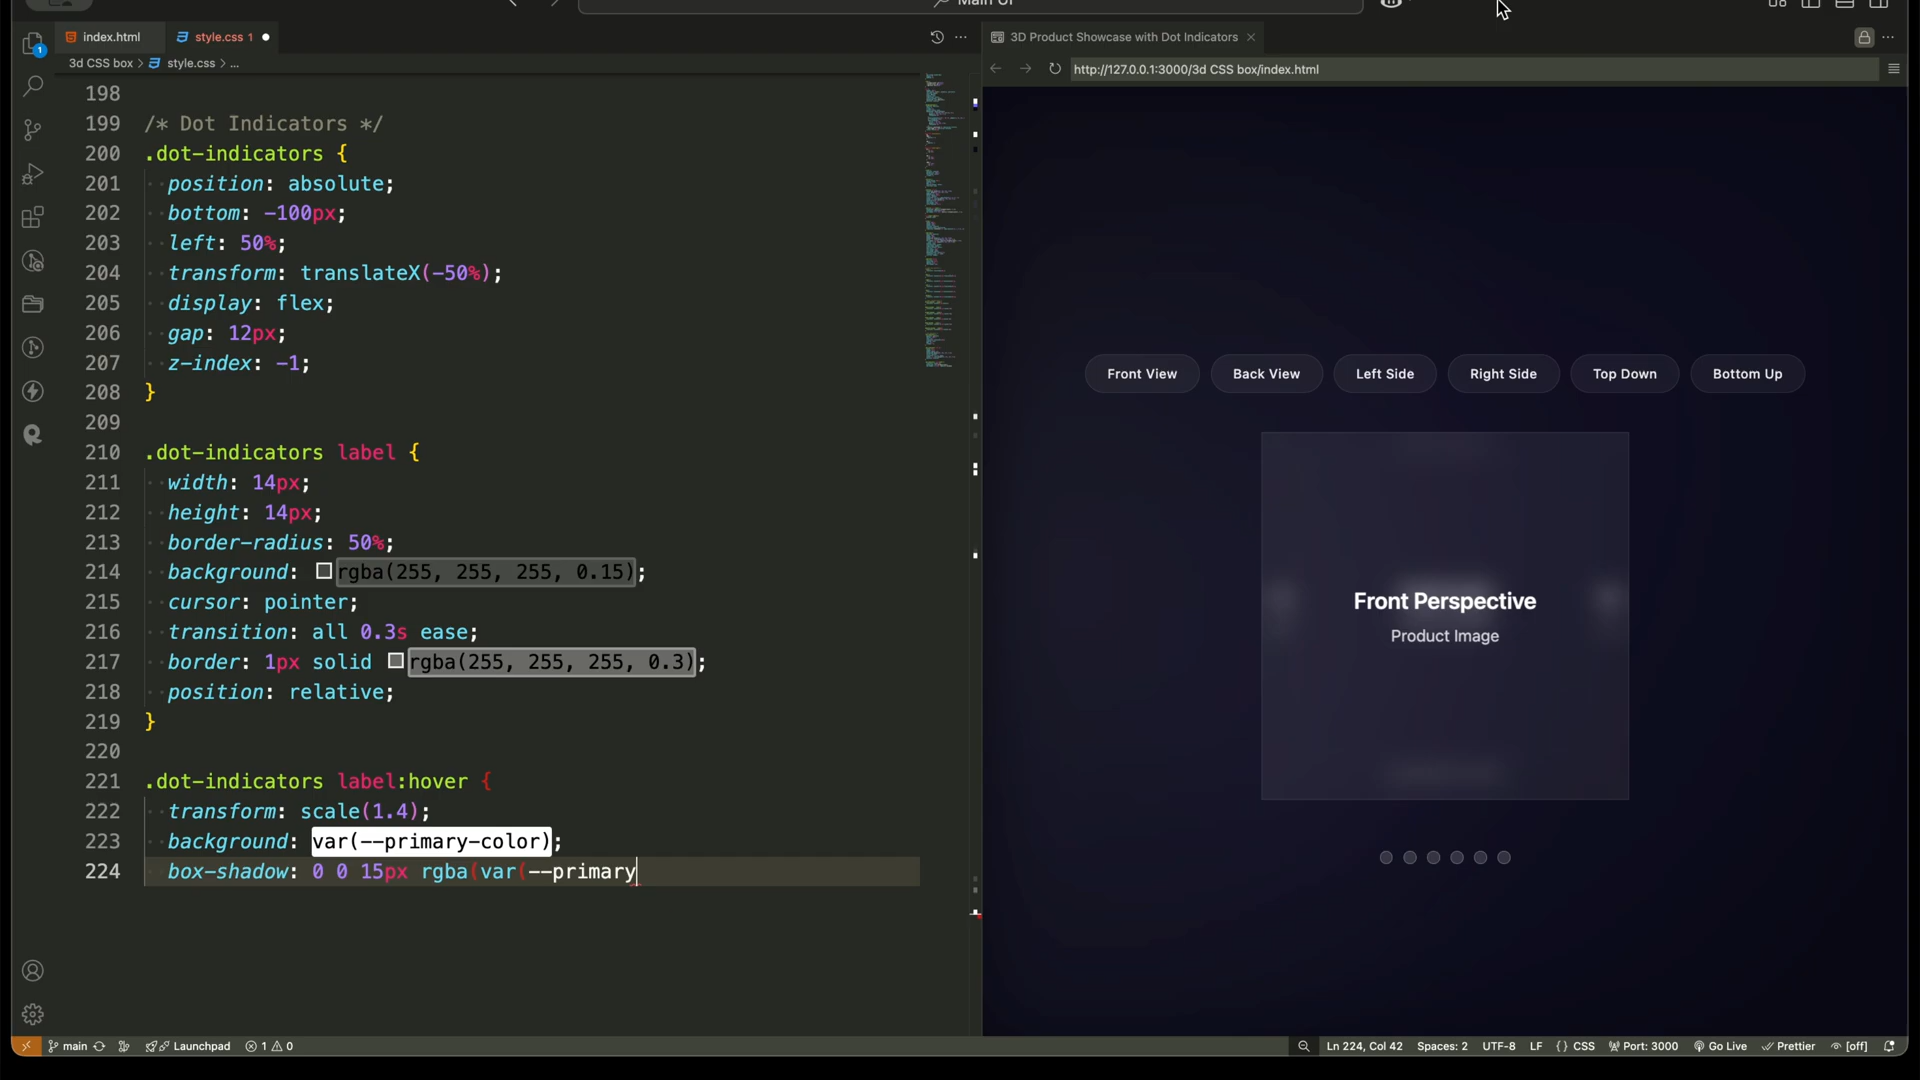 index.html
style.css 1
3d CSS box > style.css > ...
198
199 /* Dot Indicators */
200 .dot-indicators {
201 position: absolute;
202 bottom: -100px;
203 left: 50%;
204 transform: translateX(-50%);
205 display: flex;
206 gap: 12px;
207 z-index: -1;
208 }
209
210 .dot-indicators label {
211 width: 14px;
212 height: 14px;
213 border-radius: 50%;
214 background: rgba(255, 255, 255, 0.15);
215 cursor: pointer;
216 transition: all 0.3s ease;
217 border: 1px solid rgba(255, 255, 255, 0.3);
218 position: relative;
219 }
220
221 .dot-indicators label:hover {
222 transform: scale(1.4);
223 background: var(--primary-color);
224 box-shadow: 0 0 15px rgba(var(--primary
3D Product Showcase with Dot Indicators
http://127.0.0.1:3000/3d CSS box/index.html
Front View
Back View
Left Side
Right Side
Top Down
Bottom Up
Front Perspective
Product Image
1
main
Launchpad
1
0
Ln 224, Col 42
Spaces: 2
UTF-8
LF
{ } CSS
Port: 3000
Go Live
Prettier
[off]